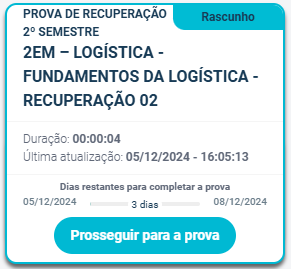 PROVA DE RECUPERAÇÃO
Rascunho
2º SEMESTRE
2EM – LOGÍSTICA -
FUNDAMENTOS DA LOGÍSTICA -
RECUPERAÇÃO 02
Duração: 00:00:04
Última atualização: 05/12/2024 - 16:05:13
Dias restantes para completar a prova
05/12/2024 3 dias 08/12/2024
Prosseguir para a prova